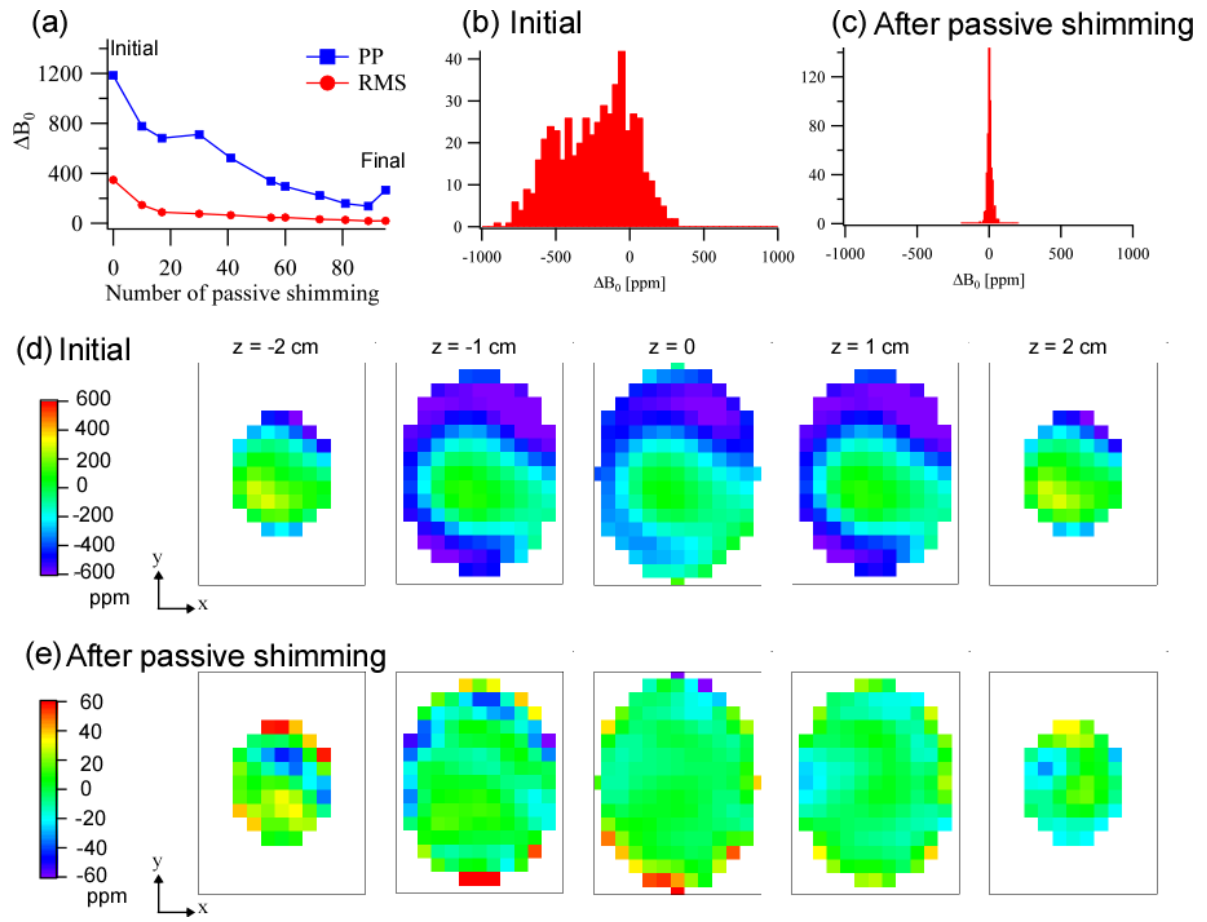 (a)
Initial
PP
RMS
Final
ΔB0
1200
800
400
0
0 20 40 60 80
Number of passive shimming
(b) Initial
40
30
20
10
0
-1000 -500 0 500 1000
ΔB0 [ppm]
(c) After passive shimming
120
80
40
0
-1000 -500 0 500 1000
ΔB0 [ppm]
(d) Initial
z = -2 cm z = -1 cm z = 0 z = 1 cm z = 2 cm
600
400
200
0
-200
-400
-600
ppm
y
x
(e) After passive shimming
60
40
20
0
-20
-40
-60
ppm
y
x